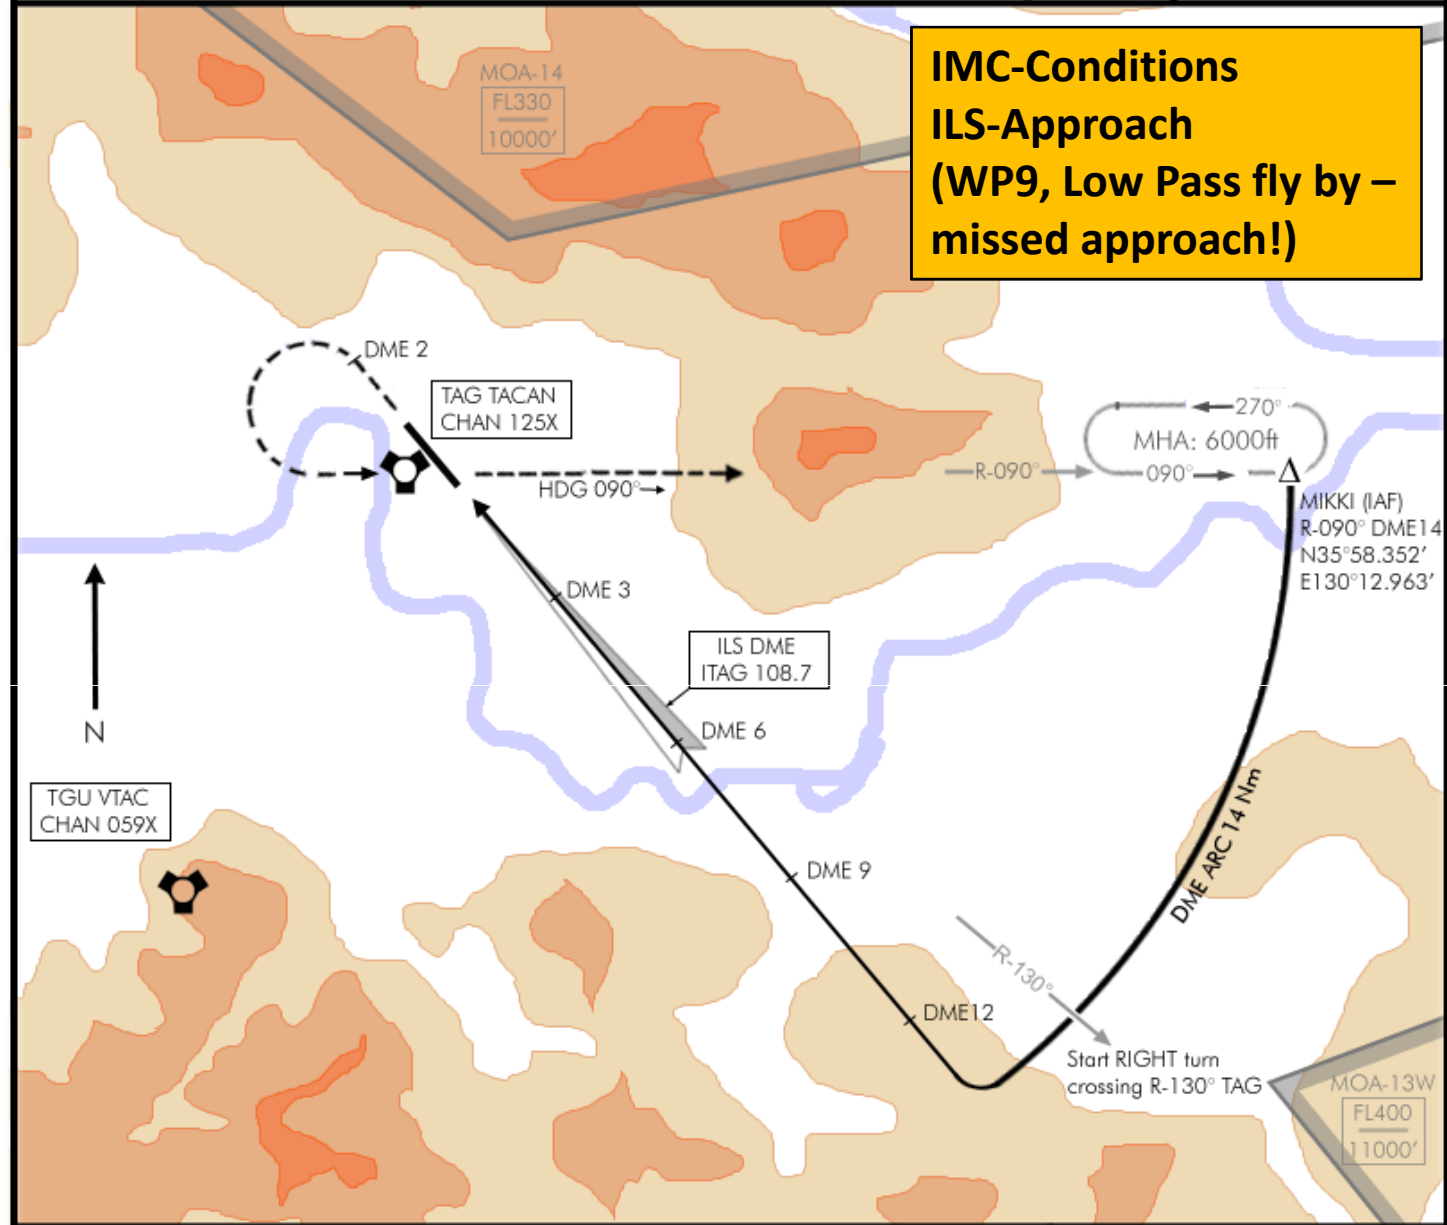 IMC-Conditions
ILS-Approach
(WP9, Low Pass fly by –
missed approach!)
MOA-14
FL330
10000'
DME 2
TAG TACAN
CHAN 125X
270°
MHA: 6000ft
R-090°
090°
HDG 090°
MIKKI (IAF)
R-090° DME14
N35°58.352'
E130°12.963'
DME 3
ILS DME
ITAG 108.7
DME 6
N
TGU VTAC
CHAN 059X
DME ARC 14 Nm
DME 9
R-130°
DME12
Start RIGHT turn
crossing R-130° TAG
MOA-13W
FL400
11000'